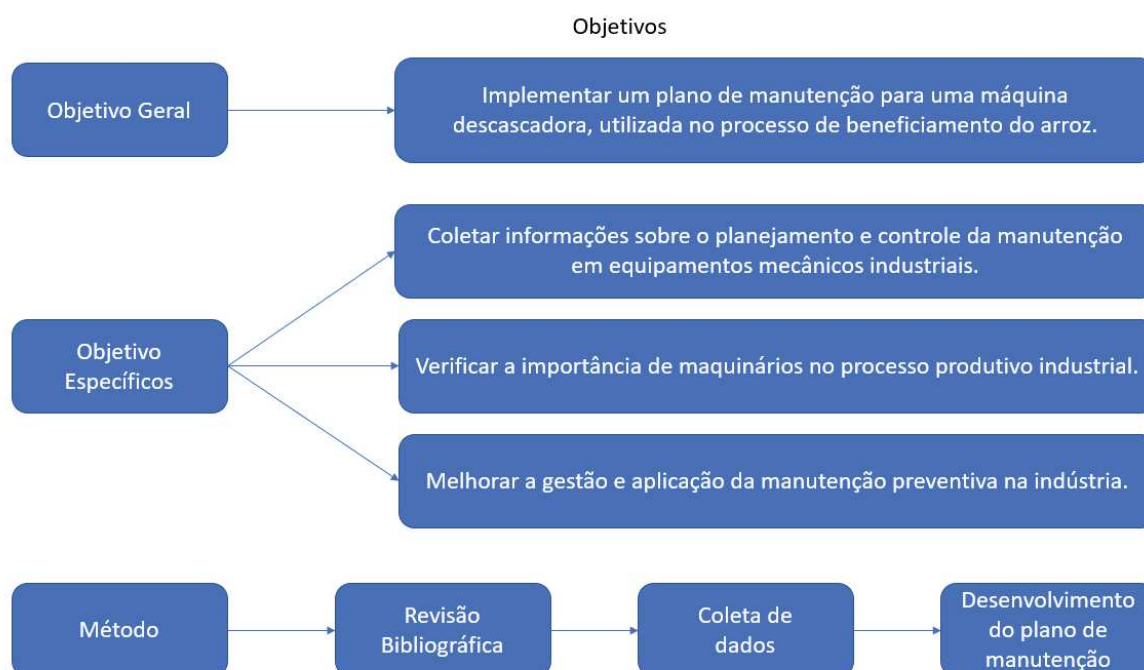 Objetivos
Objetivo Geral
Implementar um plano de manutenção para uma máquina
descascadora, utilizada no processo de beneficiamento do arroz.
Coletar informações sobre o planejamento e controle da manutenção
em equipamentos mecânicos industriais.
Objetivo
Específicos
Verificar a importância de maquinários no processo produtivo industrial.
Melhorar a gestão e aplicação da manutenção preventiva na indústria.
Método
Revisão
Bibliográfica
Coleta de
dados
Desenvolvimento
do plano de
manutenção